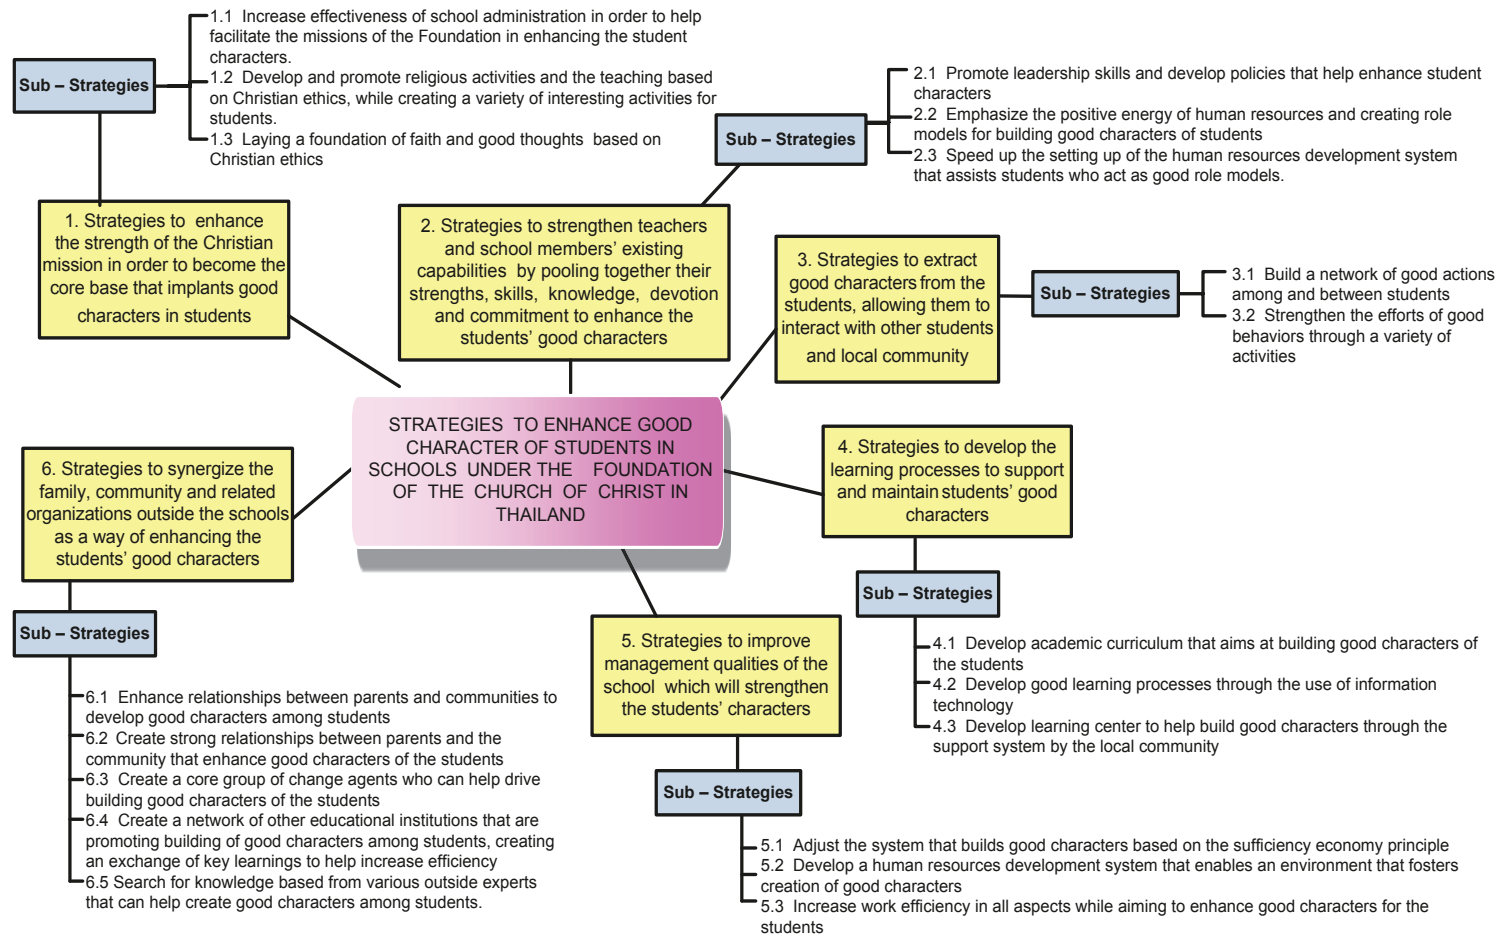 1.1 Increase effectiveness of school administration in order to help
facilitate the missions of the Foundation in enhancing the student
characters.
1.2 Develop and promote religious activities and the teaching based
on Christian ethics, while creating a variety of interesting activities for
students.
1.3 Laying a foundation of faith and good thoughts based on
Christian ethics
Sub – Strategies
1. Strategies to enhance
the strength of the Christian
mission in order to become the
core base that implants good
characters in students
Sub – Strategies
2.1 Promote leadership skills and develop policies that help enhance student
characters
2.2 Emphasize the positive energy of human resources and creating role
models for building good characters of students
2.3 Speed up the setting up of the human resources development system
that assists students who act as good role models.
2. Strategies to strengthen teachers
and school members’ existing
capabilities by pooling together their
strengths, skills, knowledge, devotion
and commitment to enhance the
students’ good characters
3. Strategies to extract
good characters from the
students, allowing them to
interact with other students
and local community
Sub – Strategies
3.1 Build a network of good actions
among and between students
3.2 Strengthen the efforts of good
behaviors through a variety of
activities
STRATEGIES TO ENHANCE GOOD
CHARACTER OF STUDENTS IN
SCHOOLS UNDER THE FOUNDATION
OF THE CHURCH OF CHRIST IN
THAILAND
4. Strategies to develop the
learning processes to support
and maintain students’ good
characters
Sub – Strategies
4.1 Develop academic curriculum that aims at building good characters of
the students
4.2 Develop good learning processes through the use of information
technology
4.3 Develop learning center to help build good characters through the
support system by the local community
6. Strategies to synergize the
family, community and related
organizations outside the schools
as a way of enhancing the
students’ good characters
Sub – Strategies
6.1 Enhance relationships between parents and communities to
develop good characters among students
6.2 Create strong relationships between parents and the
community that enhance good characters of the students
6.3 Create a core group of change agents who can help drive
building good characters of the students
6.4 Create a network of other educational institutions that are
promoting building of good characters among students, creating
an exchange of key learnings to help increase efficiency
6.5 Search for knowledge based from various outside experts
that can help create good characters among students.
5. Strategies to improve
management qualities of the
school which will strengthen
the students’ characters
Sub – Strategies
5.1 Adjust the system that builds good characters based on the sufficiency economy principle
5.2 Develop a human resources development system that enables an environment that fosters
creation of good characters
5.3 Increase work efficiency in all aspects while aiming to enhance good characters for the
students